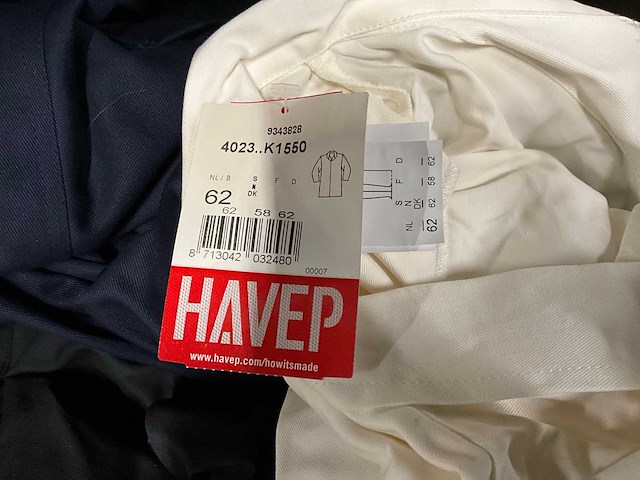 9343828
4023..K1550
NL / B S N DK F D
62 62 58 62
8 713042 032480
00007
HAVEP
www.havep.com/howitsmade
NL S N DK F D
62 62 58 62